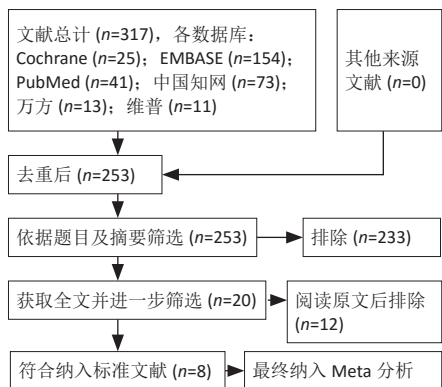 文献总计 (n=317)，各数据库：
Cochrane (n=25)；EMBASE (n=154)；
PubMed (n=41)；中国知网 (n=73)；
万方 (n=13)；维普 (n=11)
其他来源
文献 (n=0)
去重后 (n=253)
依据题目及摘要筛选 (n=253)
排除 (n=233)
获取全文并进一步筛选 (n=20)
阅读原文后排除
(n=12)
符合纳入标准文献 (n=8)
最终纳入 Meta 分析